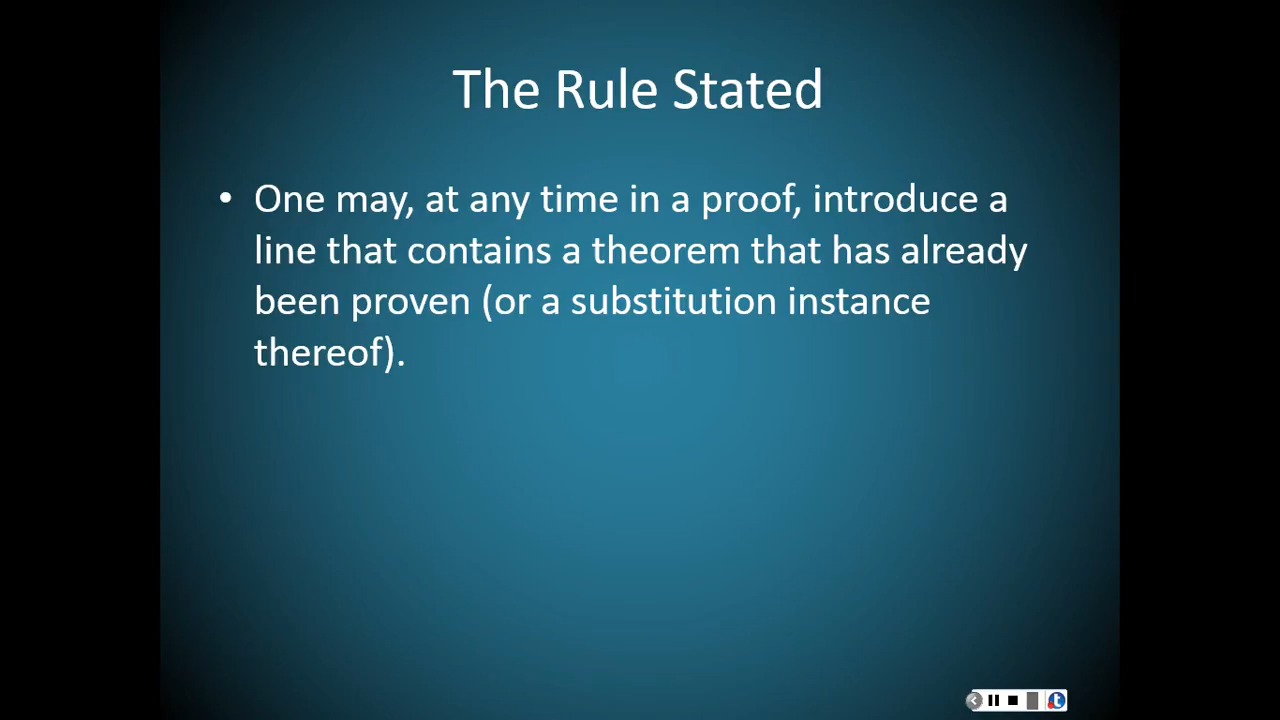 The Rule Stated
• One may, at any time in a proof, introduce a
line that contains a theorem that has already
been proven (or a substitution instance
thereof).
t